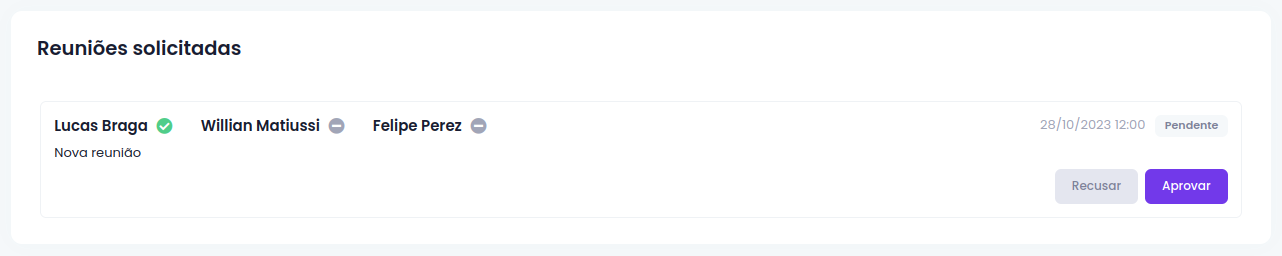 Reuniões solicitadas
Lucas Braga Willian Matiussi Felipe Perez 28/10/2023 12:00 Pendente
Nova reunião
Recusar Aprovar